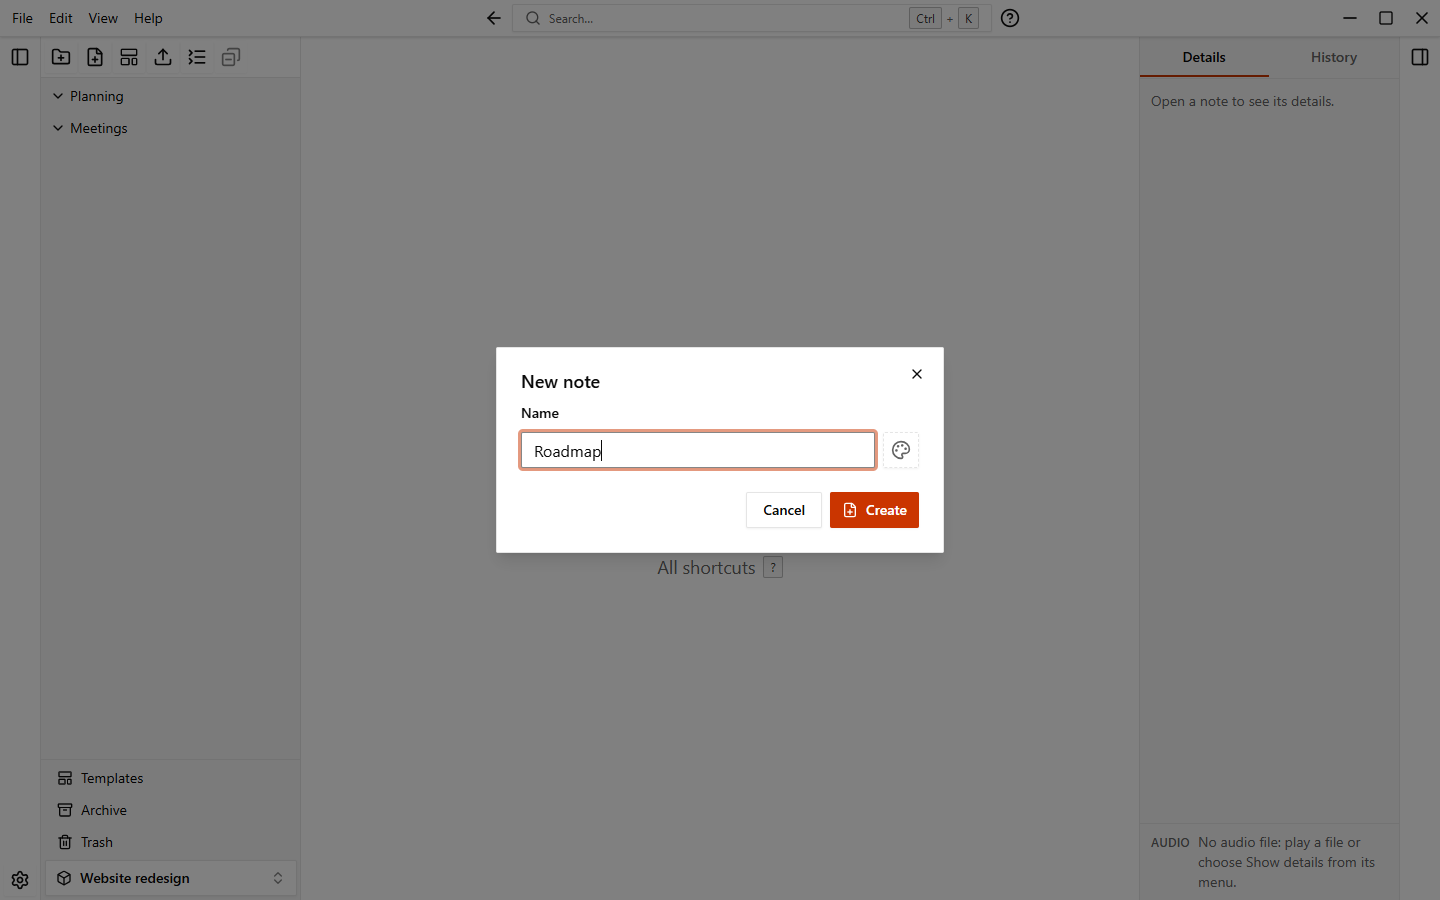 File Edit View Help
Search... Ctrl + K
Details History
Planning
Meetings
Open a note to see its details.
New note
Name
Roadmap
Cancel Create
All shortcuts ?
Templates
Archive
Trash
Website redesign
AUDIO No audio file: play a file or
choose Show details from its
menu.